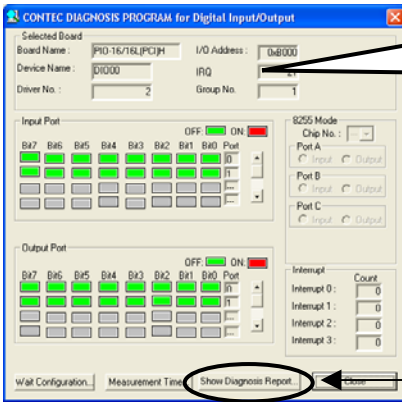 CONTEC DIAGNOSIS PROGRAM for Digital Input/Output
Selected Board
Board Name : PIO-16/16L(PCI)H I/O Address : 0xB000
Device Name : DIO00 IRQ 21
Driver No. : 2 Group No. 1
Input Port
OFF: ON:
Bit7 Bit6 Bit5 Bit4 Bit3 Bit2 Bit1 Bit0 Port
0
1
---
---
8255 Mode
Chip No. : --
Port A
Input Output
Port B
Input Output
Port C
Input Output
Output Port
OFF: ON:
Bit7 Bit6 Bit5 Bit4 Bit3 Bit2 Bit1 Bit0 Port
0
1
---
---
Interrupt
Count
Interrupt 0 : 0
Interrupt 1 : 0
Interrupt 2 : 0
Interrupt 3 : 0
Wait Configuration... Measurement Time Show Diagnosis Report... Close